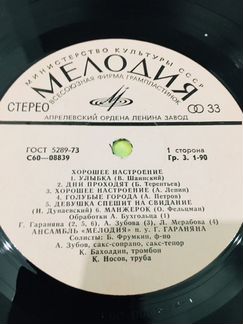 МИНИСТЕРСТВО КУЛЬТУРЫ СССР
МЕЛОДИЯ
ВСЕСОЮЗНАЯ ФИРМА ГРАМПЛАСТИНОК
СТЕРЕО
33
АПРЕЛЕВСКИЙ ОРДЕНА ЛЕНИНА ЗАВОД
ГОСТ 5289-73
С60—08839
1 сторона
Гр. 3. 1-90
ХОРОШЕЕ НАСТРОЕНИЕ
1. УЛЫБКА (В. Шаинский)
2. ДНИ ПРОХОДЯТ (Б. Терентьев)
3. ХОРОШЕЕ НАСТРОЕНИЕ (А. Лепин)
4. ГОЛУБЫЕ ГОРОДА (А. Петров)
5. ДЕВУШКА СПЕШИТ НА СВИДАНИЕ
(И. Дунаевский) 6. МАНЖЕРОК (О. Фельцман)
Обработки А. Бухгольца (1)
Г. Гараняна (2, 5, 6), А. Зубова (3), Л. Мерабова (4)
АНСАМБЛЬ «МЕЛОДИЯ» п/у Г. ГАРАНЯНА
Солисты: Б. Фрумкин, ф-но
А. Зубов, сакс-сопрано, сакс-тенор
К. Бахолдин, тромбон
К. Носов, труба